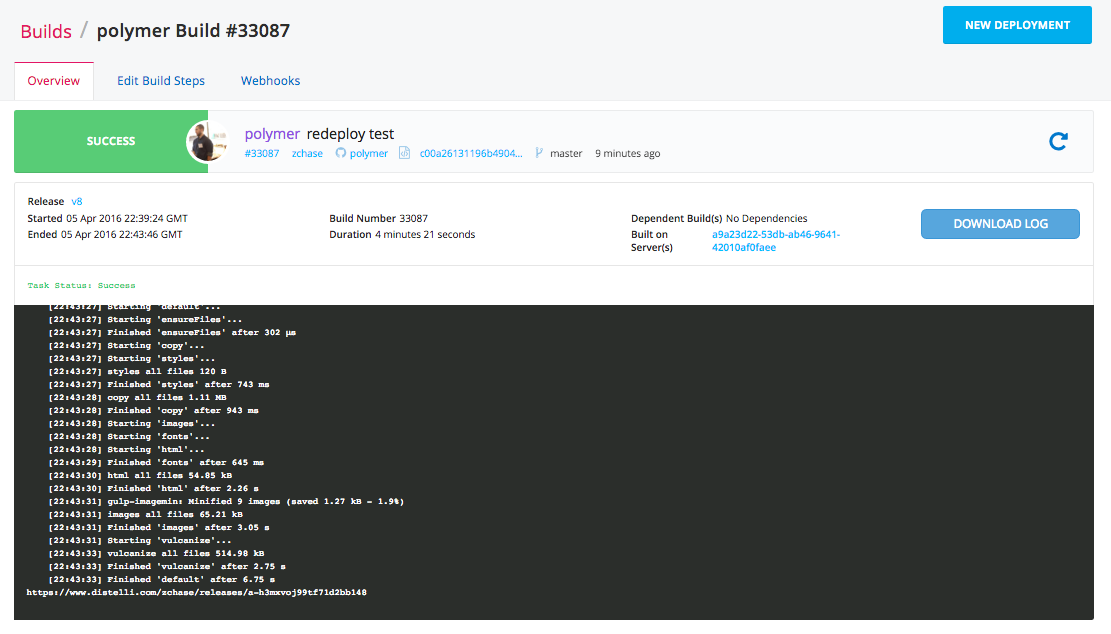 Builds / polymer Build #33087
NEW DEPLOYMENT
Overview Edit Build Steps Webhooks
SUCCESS
polymer redeploy test
#33087 zchase polymer c00a26131196b4904... master 9 minutes ago
Release v8
Started 05 Apr 2016 22:39:24 GMT
Ended 05 Apr 2016 22:43:46 GMT
Build Number 33087
Duration 4 minutes 21 seconds
Dependent Build(s) No Dependencies
Built on Server(s) a9a23d22-53db-ab46-9641-
42010af0faee
DOWNLOAD LOG
Task Status: Success
[22:43:27] Starting 'default'...
[22:43:27] Starting 'ensureFiles'...
[22:43:27] Finished 'ensureFiles' after 302 μs
[22:43:27] Starting 'copy'...
[22:43:27] Starting 'styles'...
[22:43:27] styles all files 120 B
[22:43:27] Finished 'styles' after 743 ms
[22:43:28] copy all files 1.11 MB
[22:43:28] Finished 'copy' after 943 ms
[22:43:28] Starting 'images'...
[22:43:28] Starting 'fonts'...
[22:43:28] Starting 'html'...
[22:43:29] Finished 'fonts' after 645 ms
[22:43:30] html all files 54.85 kB
[22:43:30] Finished 'html' after 2.26 s
[22:43:31] gulp-imagemin: Minified 9 images (saved 1.27 kB - 1.9%)
[22:43:31] images all files 65.21 kB
[22:43:31] Finished 'images' after 3.05 s
[22:43:31] Starting 'vulcanize'...
[22:43:33] vulcanize all files 514.98 kB
[22:43:33] Finished 'vulcanize' after 2.75 s
[22:43:33] Finished 'default' after 6.75 s
https://www.distelli.com/zchase/releases/a-h3mxvoj99tf71d2bb148